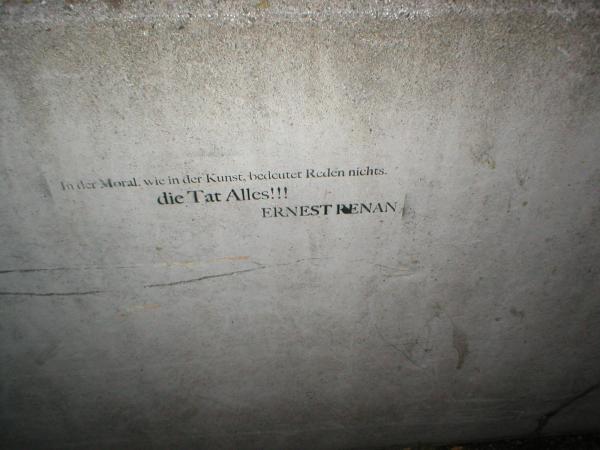 In der Moral, wie in der Kunst, bedeutet Reden nichts.
die Tat Alles!!!
ERNEST RENAN